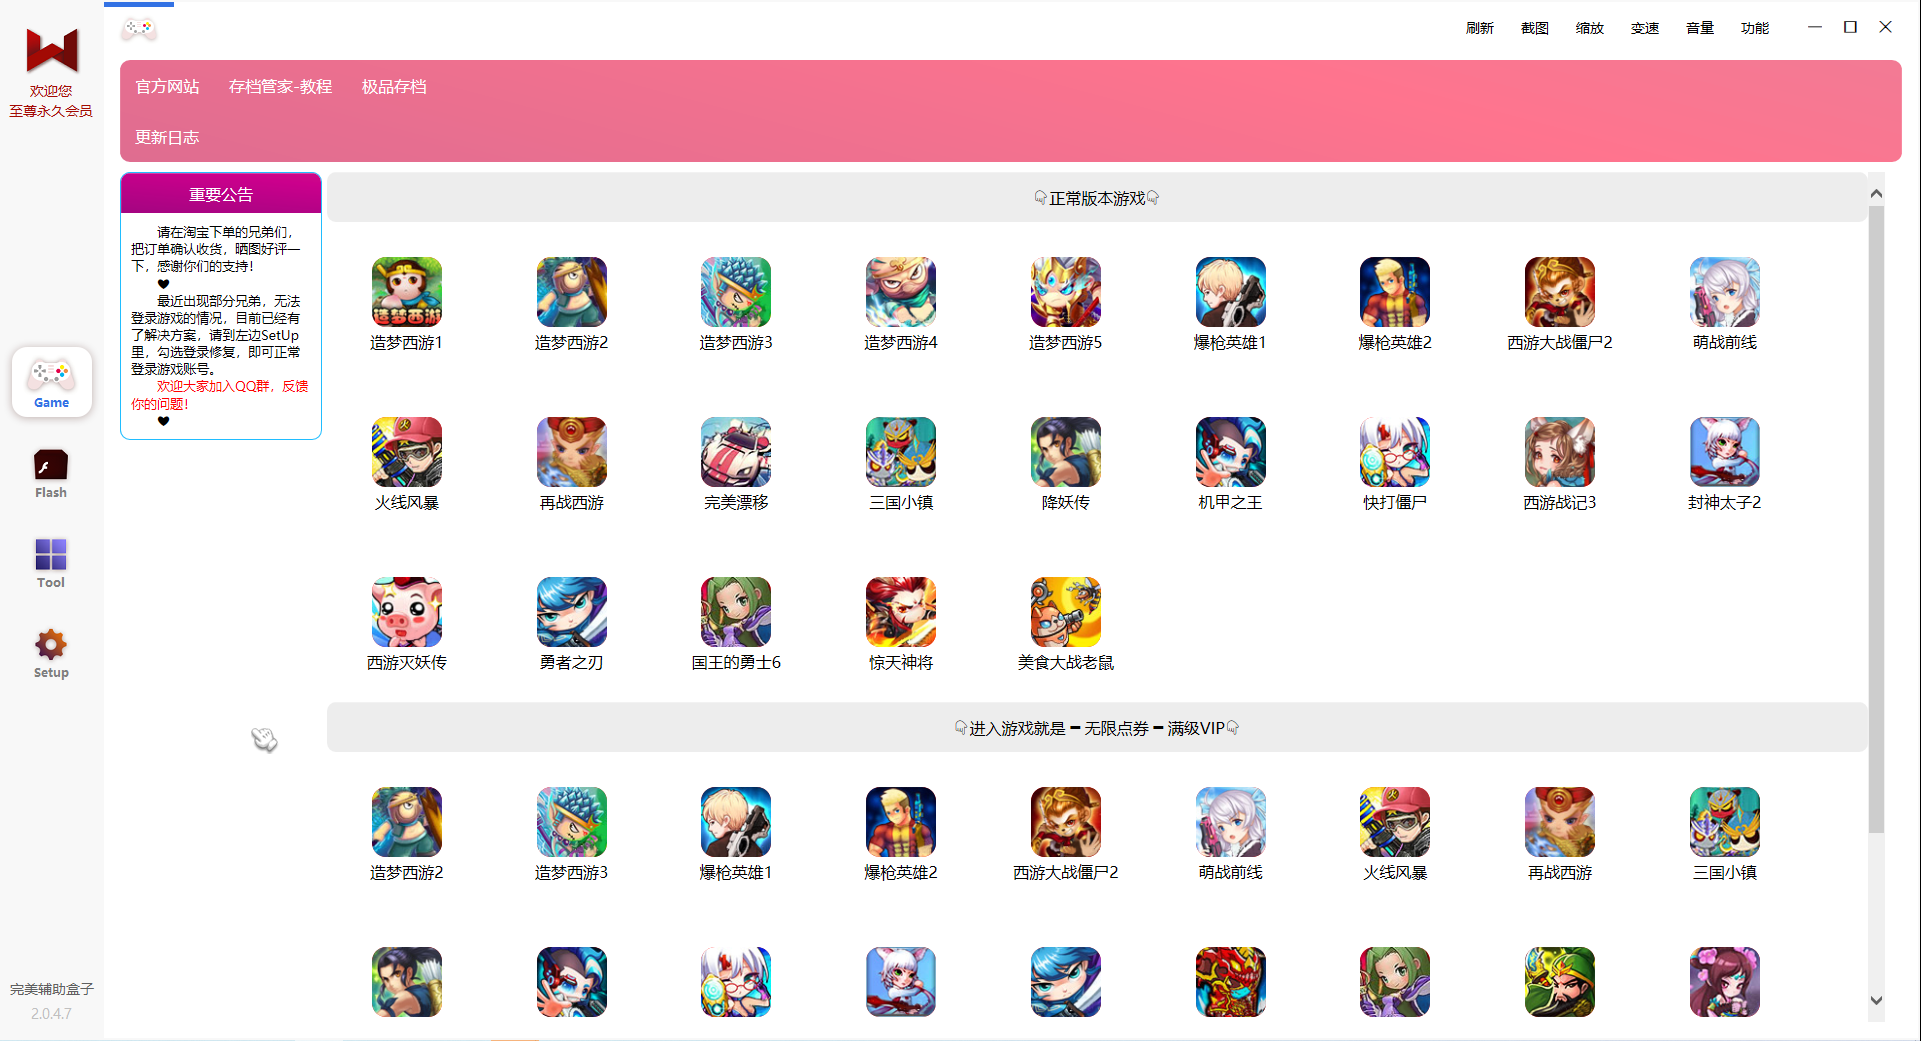 欢迎您
至尊永久会员
Game
Flash
Tool
Setup
完美辅助盒子
2.0.4.7
刷新 截图 缩放 变速 音量 功能
官方网站 存档管家-教程 极品存档
更新日志
重要公告
请在淘宝下单的兄弟们，
把订单确认收货，晒图好评一
下，感谢你们的支持！
♥
最近出现部分兄弟，无法
登录游戏的情况，目前已经有
了解决方案，请到左边SetUp
里，勾选登录修复，即可正常
登录游戏账号。
欢迎大家加入QQ群，反馈
你的问题！
♥
👇正常版本游戏👇
造梦西游
造梦西游1 造梦西游2 造梦西游3 造梦西游4 造梦西游5 爆枪英雄1 爆枪英雄2 西游大战僵尸2 萌战前线
火线风暴 再战西游 完美漂移 三国小镇 降妖传 机甲之王 快打僵尸 西游战记3 封神太子2
西游灭妖传 勇者之刃 国王的勇士6 惊天神将 美食大战老鼠
👇进入游戏就是━无限点券━满级VIP👇
造梦西游2 造梦西游3 爆枪英雄1 爆枪英雄2 西游大战僵尸2 萌战前线 火线风暴 再战西游 三国小镇